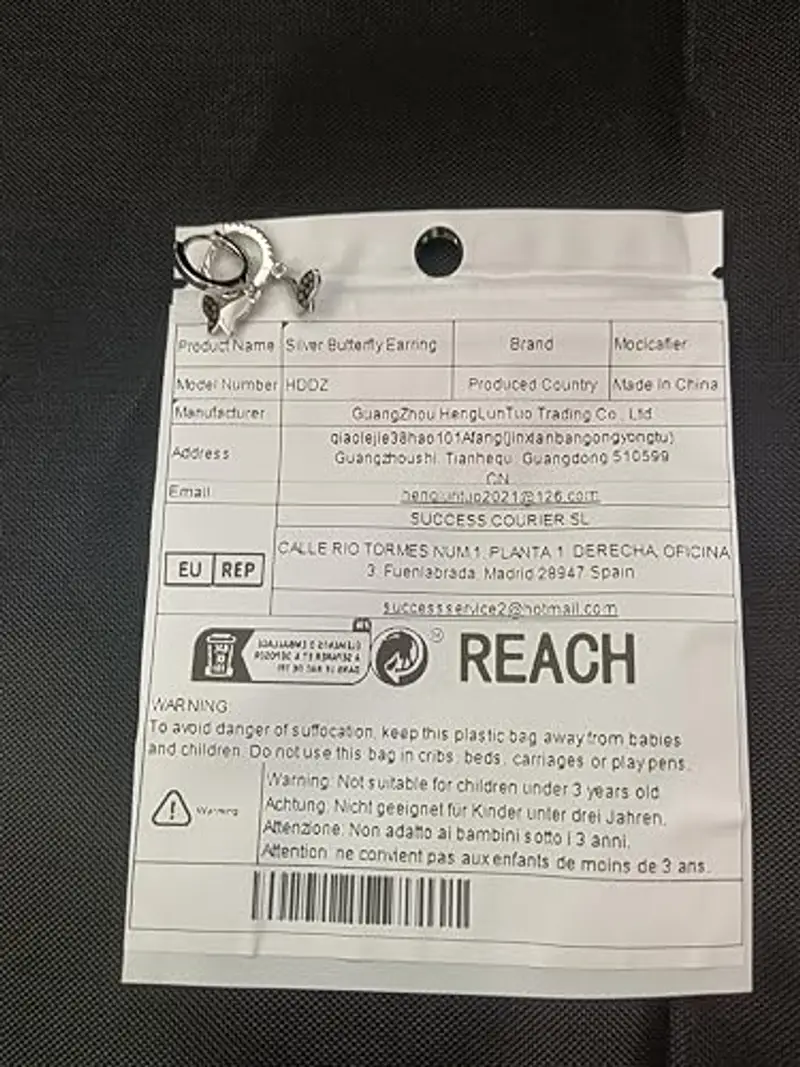 Product Name Silver Butterfly Earring Brand Moclcafler
Model Number HDDZ Produced Country Made In China
Manufacturer GuangZhou HengLunTuo Trading Co., Ltd
Address qiaolejie38hao101Afang(jinxianbangongyongtu)
Guangzhoushi, Tianhequ, Guangdong 510599
CN
Email hengluntuo2021@126.com
SUCCESS COURIER SL
EU REP CALLE RIO TORMES NUM.1, PLANTA 1, DERECHA, OFICINA
3, Fuenlabrada, Madrid 28947 Spain
successservice2@hotmail.com
REACH
WARNING:
To avoid danger of suffocation, keep this plastic bag away from babies
and children. Do not use this bag in cribs, beds, carriages or play pens.
Warning
Warning: Not suitable for children under 3 years old
Achtung: Nicht geeignet für Kinder unter drei Jahren.
Attenzione: Non adatto ai bambini sotto i 3 anni.
Attention: ne convient pas aux enfants de moins de 3 ans.